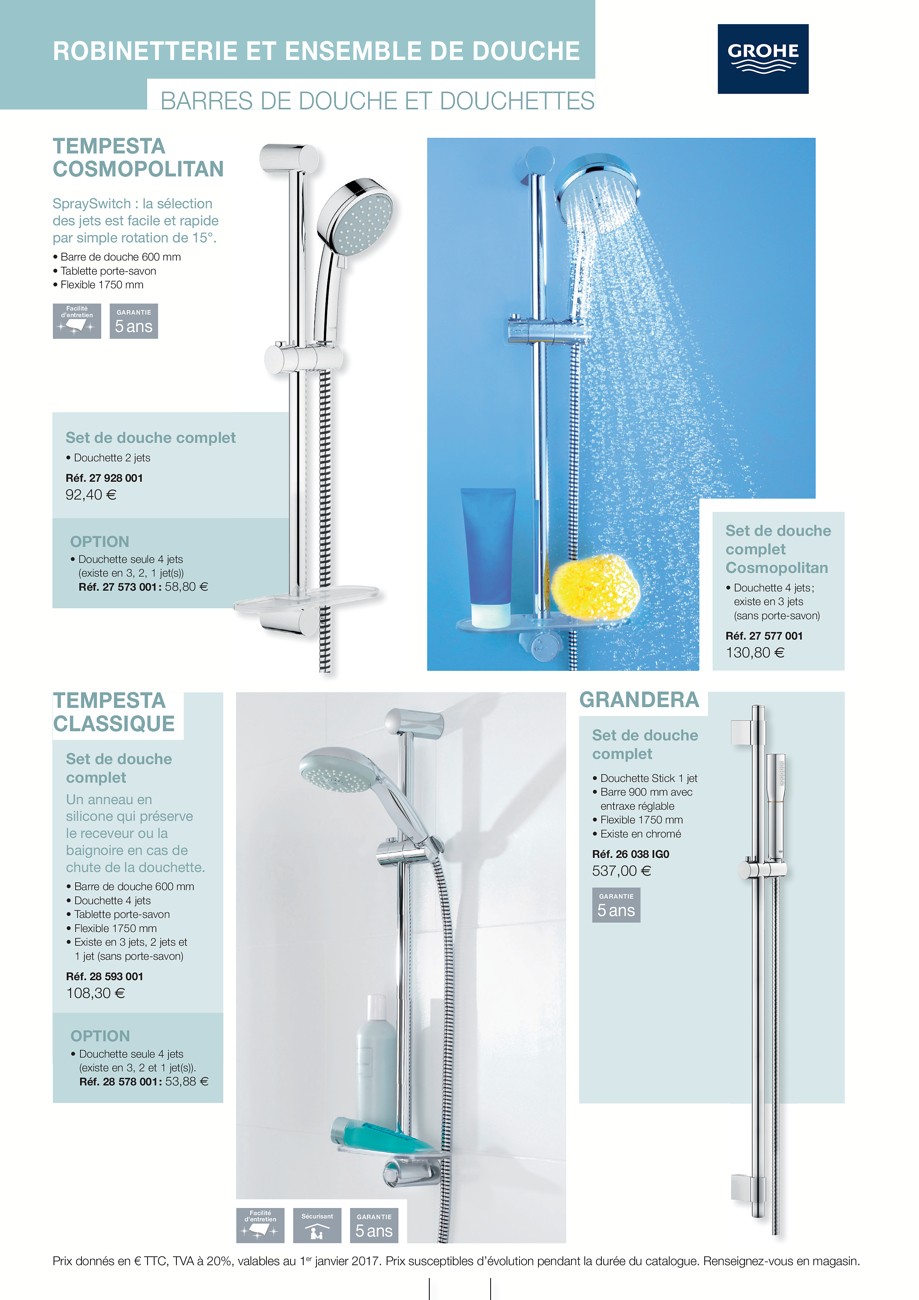 ROBINETTERIE ET ENSEMBLE DE DOUCHE
GROHE
BARRES DE DOUCHE ET DOUCHETTES
TEMPESTA
COSMOPOLITAN
SpraySwitch : la sélection
des jets est facile et rapide
par simple rotation de 15°.
• Barre de douche 600 mm
• Tablette porte-savon
• Flexible 1750 mm
Facilité
d'entretien
GARANTIE
5 ans
Set de douche complet
• Douchette 2 jets
Réf. 27 928 001
92,40 €
OPTION
• Douchette seule 4 jets
(existe en 3, 2, 1 jet(s))
Réf. 27 573 001 : 58,80 €
Set de douche
complet
Cosmopolitan
• Douchette 4 jets ;
existe en 3 jets
(sans porte-savon)
Réf. 27 577 001
130,80 €
TEMPESTA
CLASSIQUE
Set de douche
complet
Un anneau en
silicone qui préserve
le receveur ou la
baignoire en cas de
chute de la douchette.
• Barre de douche 600 mm
• Douchette 4 jets
• Tablette porte-savon
• Flexible 1750 mm
• Existe en 3 jets, 2 jets et
1 jet (sans porte-savon)
Réf. 28 593 001
108,30 €
OPTION
• Douchette seule 4 jets
(existe en 3, 2 et 1 jet(s)).
Réf. 28 578 001 : 53,88 €
Facilité
d'entretien
Sécurisant
GARANTIE
5 ans
GRANDERA
Set de douche
complet
• Douchette Stick 1 jet
• Barre 900 mm avec
entraxe réglable
• Flexible 1750 mm
• Existe en chromé
Réf. 26 038 IG0
537,00 €
GARANTIE
5 ans
Prix donnés en € TTC, TVA à 20%, valables au 1er janvier 2017. Prix susceptibles d'évolution pendant la durée du catalogue. Renseignez-vous en magasin.